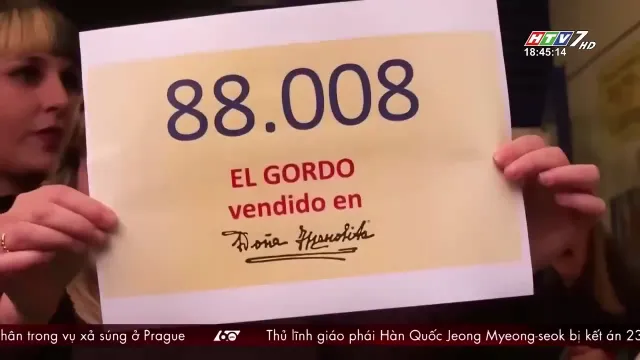 HTV7 HD
18:45:14
88.008
EL GORDO
vendido en
Doña Manolita
hân trong vụ xả súng ở Prague 60 Thủ lĩnh giáo phái Hàn Quốc Jeong Myeong-seok bị kết án 23